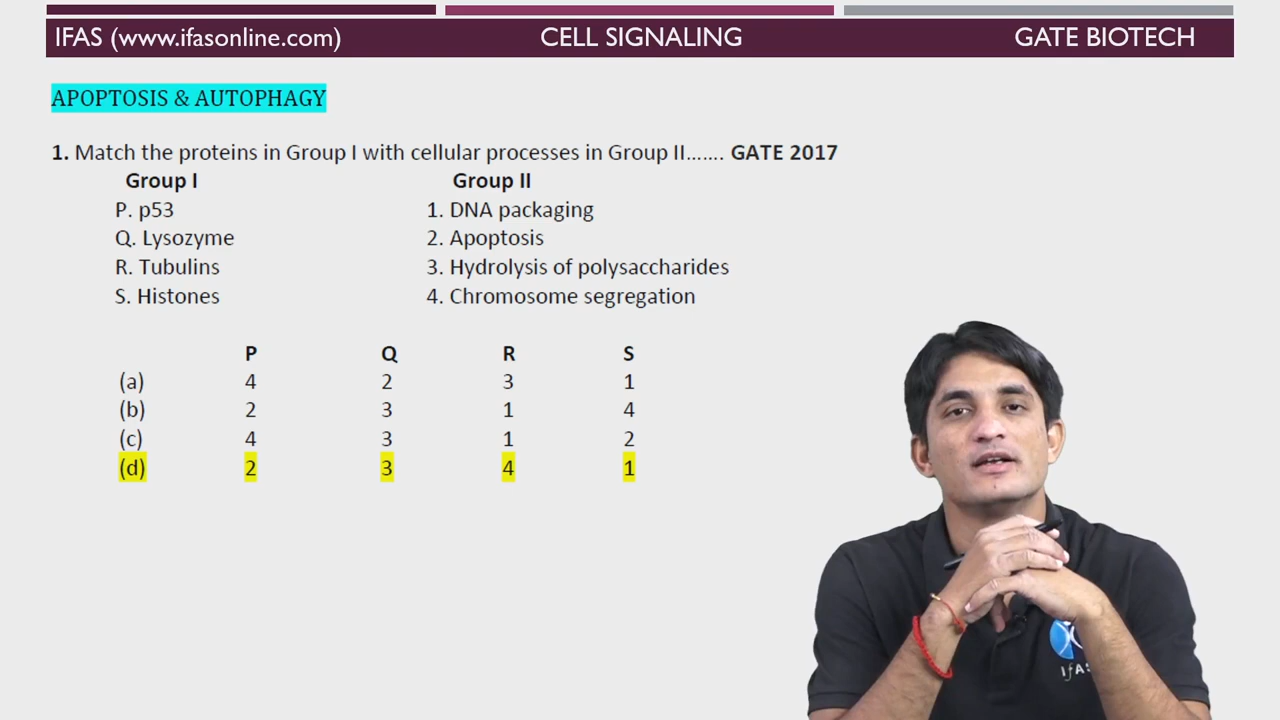 IFAS (www.ifasonline.com) CELL SIGNALING GATE BIOTECH
APOPTOSIS & AUTOPHAGY
1. Match the proteins in Group I with cellular processes in Group II……. GATE 2017
Group I Group II
P. p53 1. DNA packaging
Q. Lysozyme 2. Apoptosis
R. Tubulins 3. Hydrolysis of polysaccharides
S. Histones 4. Chromosome segregation
P Q R S
(a) 4 2 3 1
(b) 2 3 1 4
(c) 4 3 1 2
(d) 2 3 4 1
IFAS